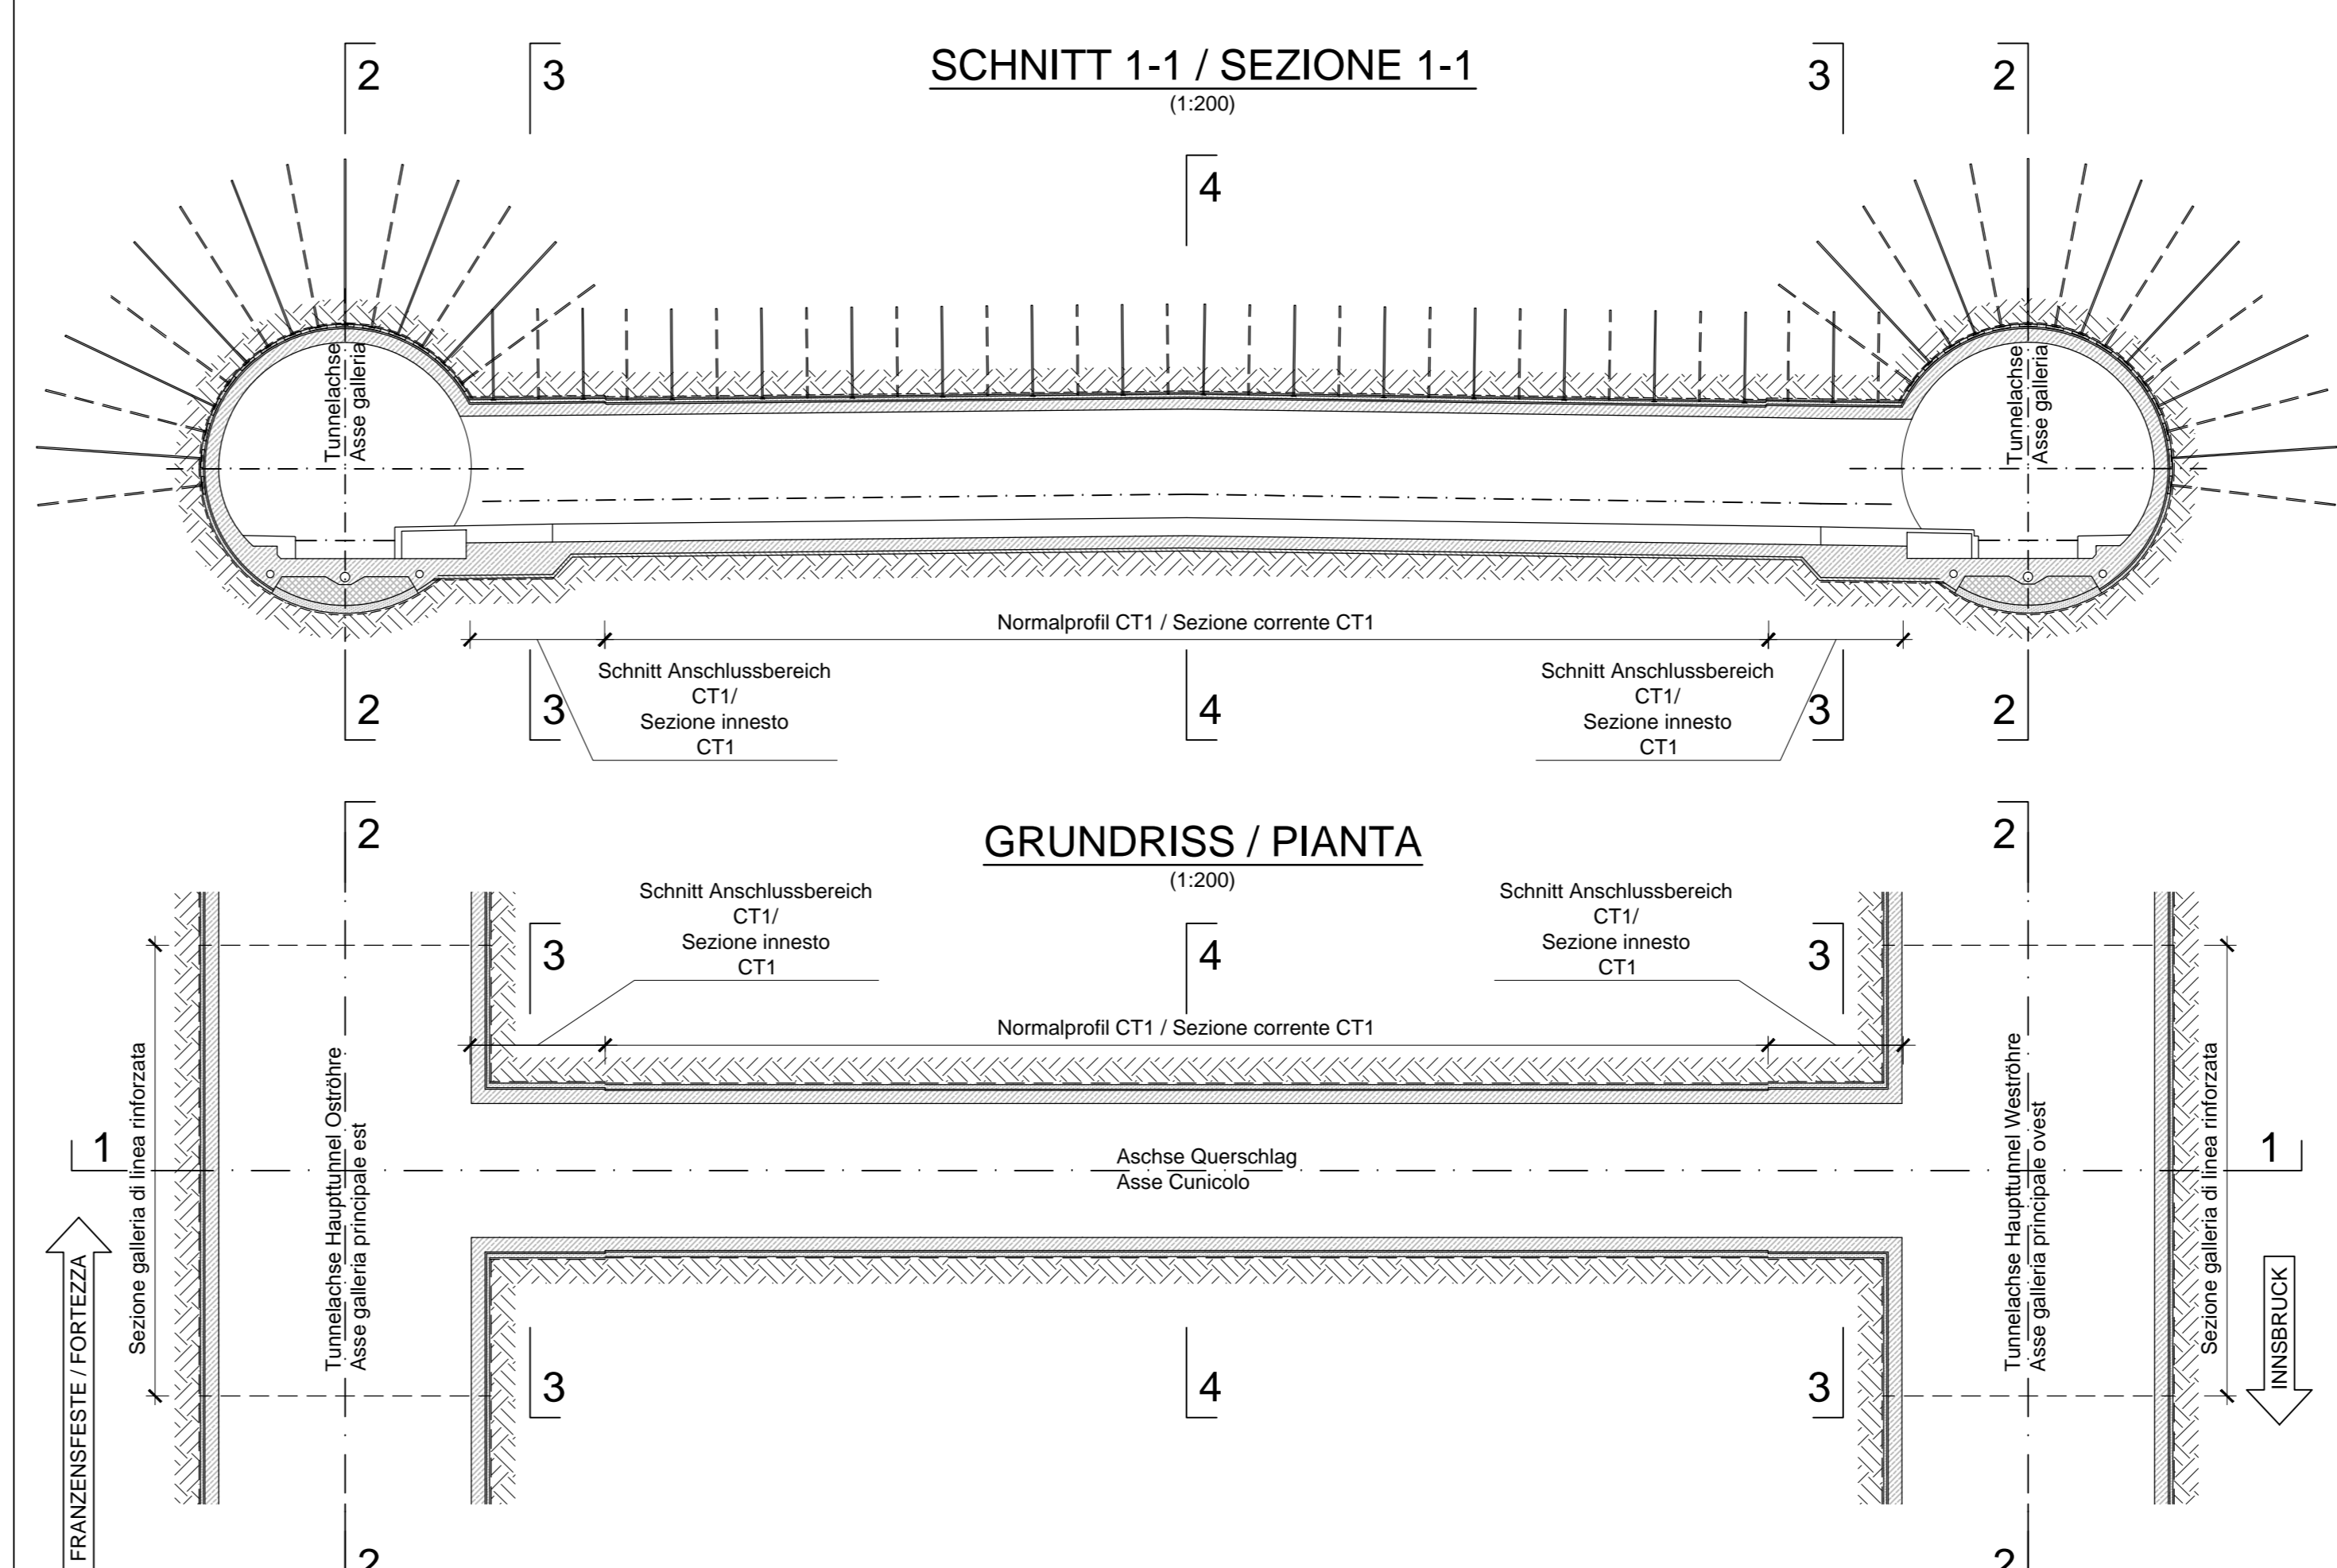 2
3
SCHNITT 1-1 / SEZIONE 1-1
(1:200)
3
2
4
Tunnelachse
Asse galleria
Tunnelachse
Asse galleria
Normalprofil CT1 / Sezione corrente CT1
Schnitt Anschlussbereich
CT1/
Sezione innesto
CT1
Schnitt Anschlussbereich
CT1/
Sezione innesto
CT1
2
3
4
3
2
2
GRUNDRISS / PIANTA
(1:200)
2
Schnitt Anschlussbereich
CT1/
Sezione innesto
CT1
Schnitt Anschlussbereich
CT1/
Sezione innesto
CT1
3
4
3
Normalprofil CT1 / Sezione corrente CT1
Sezione galleria di linea rinforzata
Tunnelachse Haupttunnel Oströhre
Asse galleria principale est
Tunnelachse Haupttunnel Weströhre
Asse galleria principale ovest
Sezione galleria di linea rinforzata
1
Aschse Querschlag
Asse Cunicolo
1
FRANZENSFESTE / FORTEZZA
INNSBRUCK
3
4
3
2
2